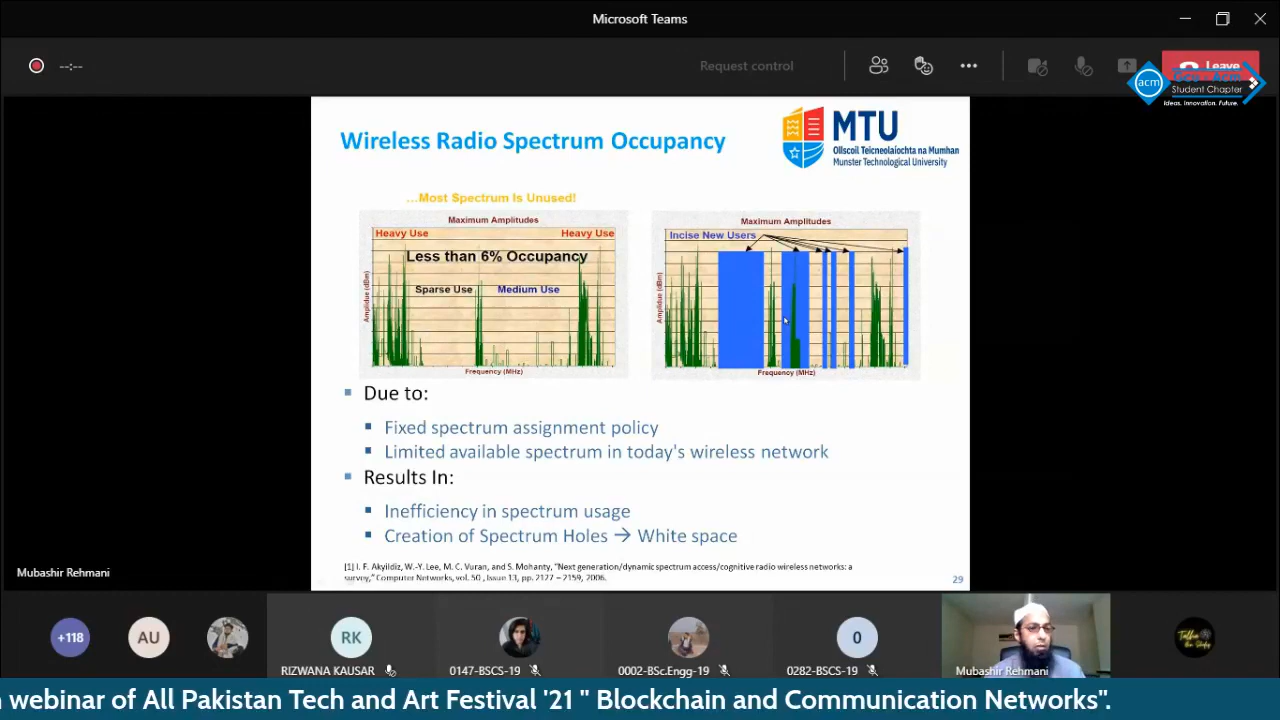 Microsoft Teams
--:--
Request control
Leave
acm
Student Chapter
Ideas. Innovation. Future.
Wireless Radio Spectrum Occupancy
MTU
Ollscoil Teicneolaíochta na Mumhan
Munster Technological University
...Most Spectrum Is Unused!
Maximum Amplitudes
Heavy Use
Heavy Use
Less than 6% Occupancy
Sparse Use
Medium Use
Amplidue (dBm)
Frequency (MHz)
Maximum Amplitudes
Incise New Users
Amplidue (dBm)
Frequency (MHz)
Due to:
Fixed spectrum assignment policy
Limited available spectrum in today's wireless network
Results In:
Inefficiency in spectrum usage
Creation of Spectrum Holes → White space
[1] I. F. Akyildiz, W.-Y. Lee, M. C. Vuran, and S. Mohanty, "Next generation/dynamic spectrum access/cognitive radio wireless networks: a
survey," Computer Networks, vol. 50, Issue 13, pp. 2127 – 2159, 2006.
29
Mubashir Rehmani
+118
AU
RK
RIZWANA KAUSAR
0147-BSCS-19
0002-BSc.Engg-19
0
0282-BSCS-19
Mubashir Rehmani
webinar of All Pakistan Tech and Art Festival '21 " Blockchain and Communication Networks".